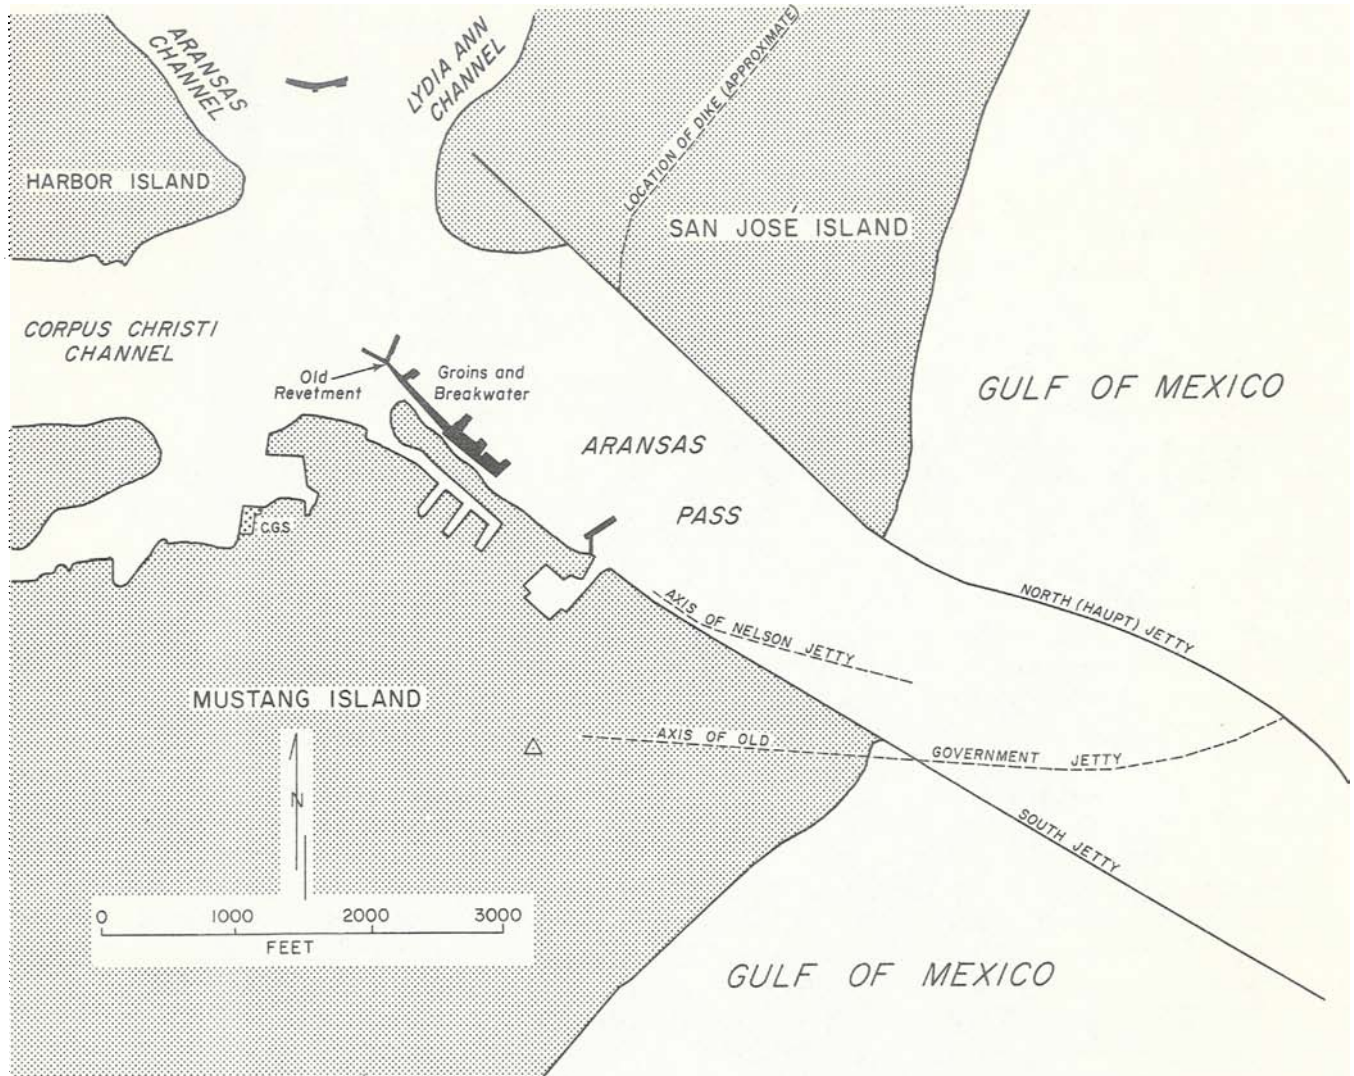 ARANSAS
CHANNEL
LYDIA ANN
CHANNEL
LOCATION OF DIKE (APPROXIMATE)
HARBOR ISLAND
SAN JOSÉ ISLAND
CORPUS CHRISTI
CHANNEL
Old
Revetment
Groins and
Breakwater
GULF OF MEXICO
ARANSAS
PASS
C.G.S.
AXIS OF NELSON JETTY
NORTH (HAUPT) JETTY
MUSTANG ISLAND
AXIS OF OLD GOVERNMENT JETTY
N
SOUTH JETTY
0 1000 2000 3000
FEET
GULF OF MEXICO